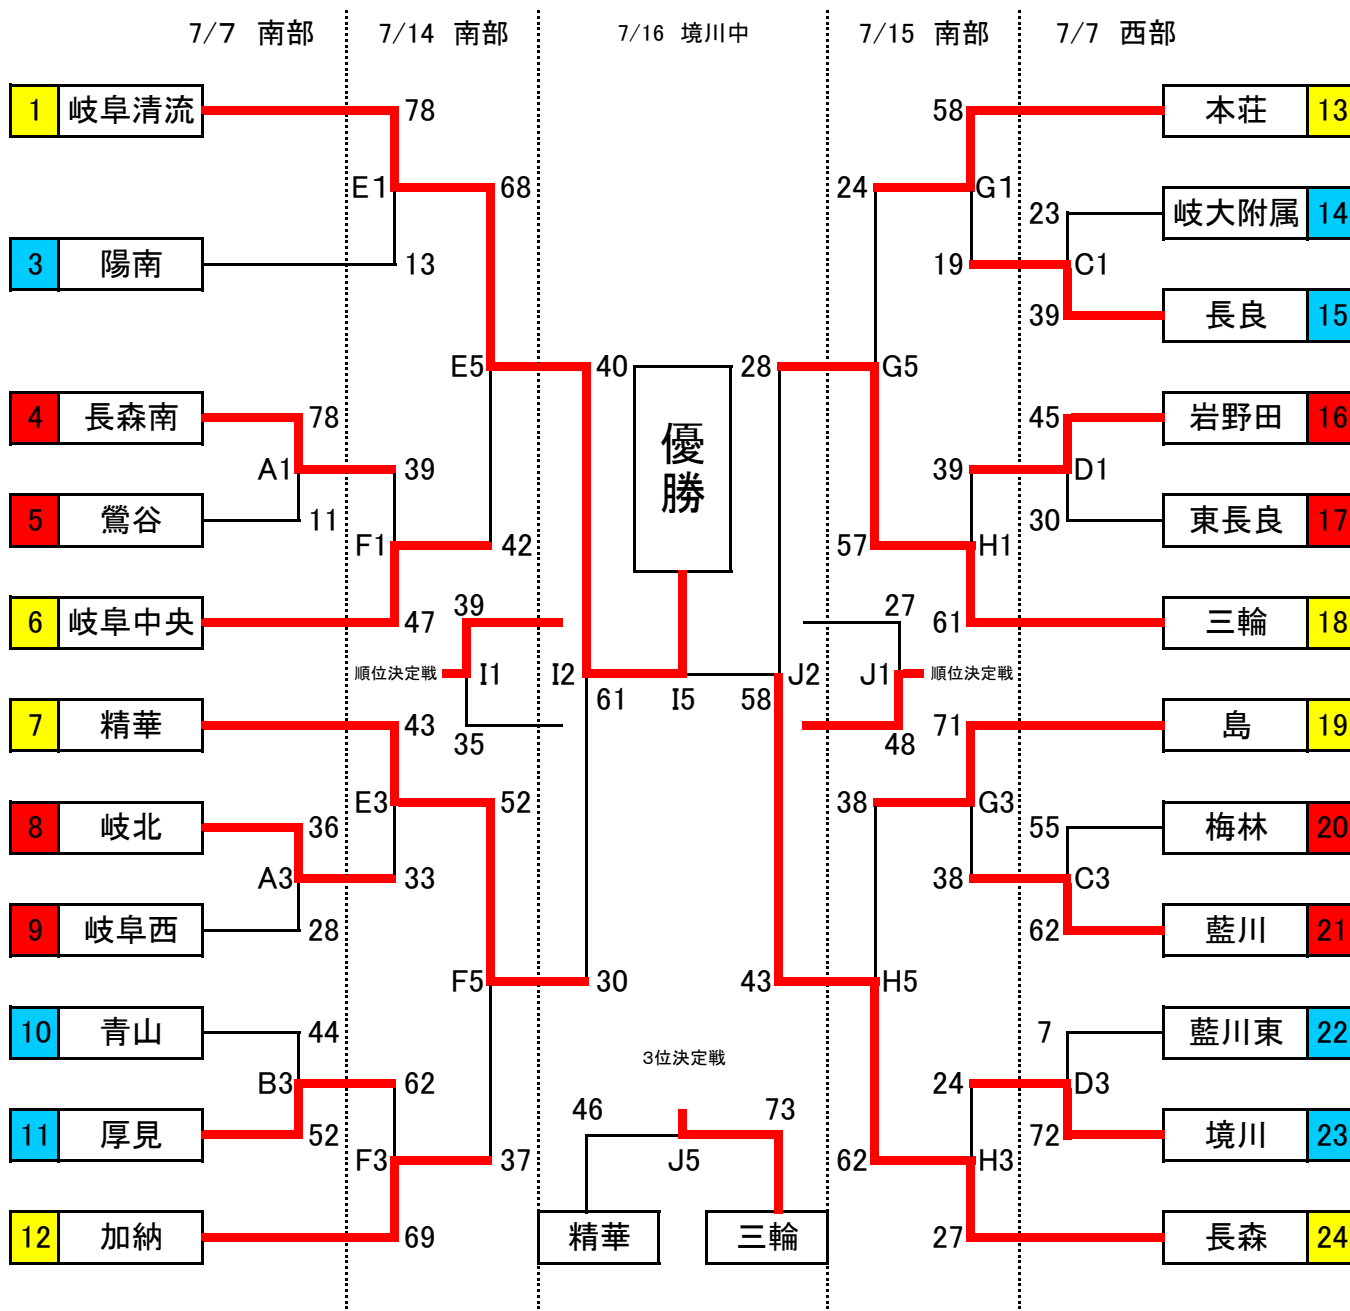 7/7 南部 7/14 南部 7/16 境川中 7/15 南部 7/7 西部
1 岐阜清流 78 58 本荘 13
E1 68 24 G1 23 岐大附属 14
3 陽南 13 19 C1
39 長良 15
E5 40 28 G5
4 長森南 78 45 岩野田 16
優勝
A1 39 39 D1
5 鶯谷 11 30 東長良 17
F1 42 57 H1
6 岐阜中央 47 39 27 61 三輪 18
順位決定戦 I1 I2 61 I5 58 J2 J1 順位決定戦
7 精華 43 35 48 71 島 19
E3 52 38 G3
8 岐北 36 55 梅林 20
A3 33 38 C3
9 岐阜西 28 62 藍川 21
F5 30 43 H5
10 青山 44 7 藍川東 22
3位決定戦
B3 62 24 D3
11 厚見 52 46 73 72 境川 23
F3 37 J5 62 H3
12 加納 69 精華 三輪 27 長森 24